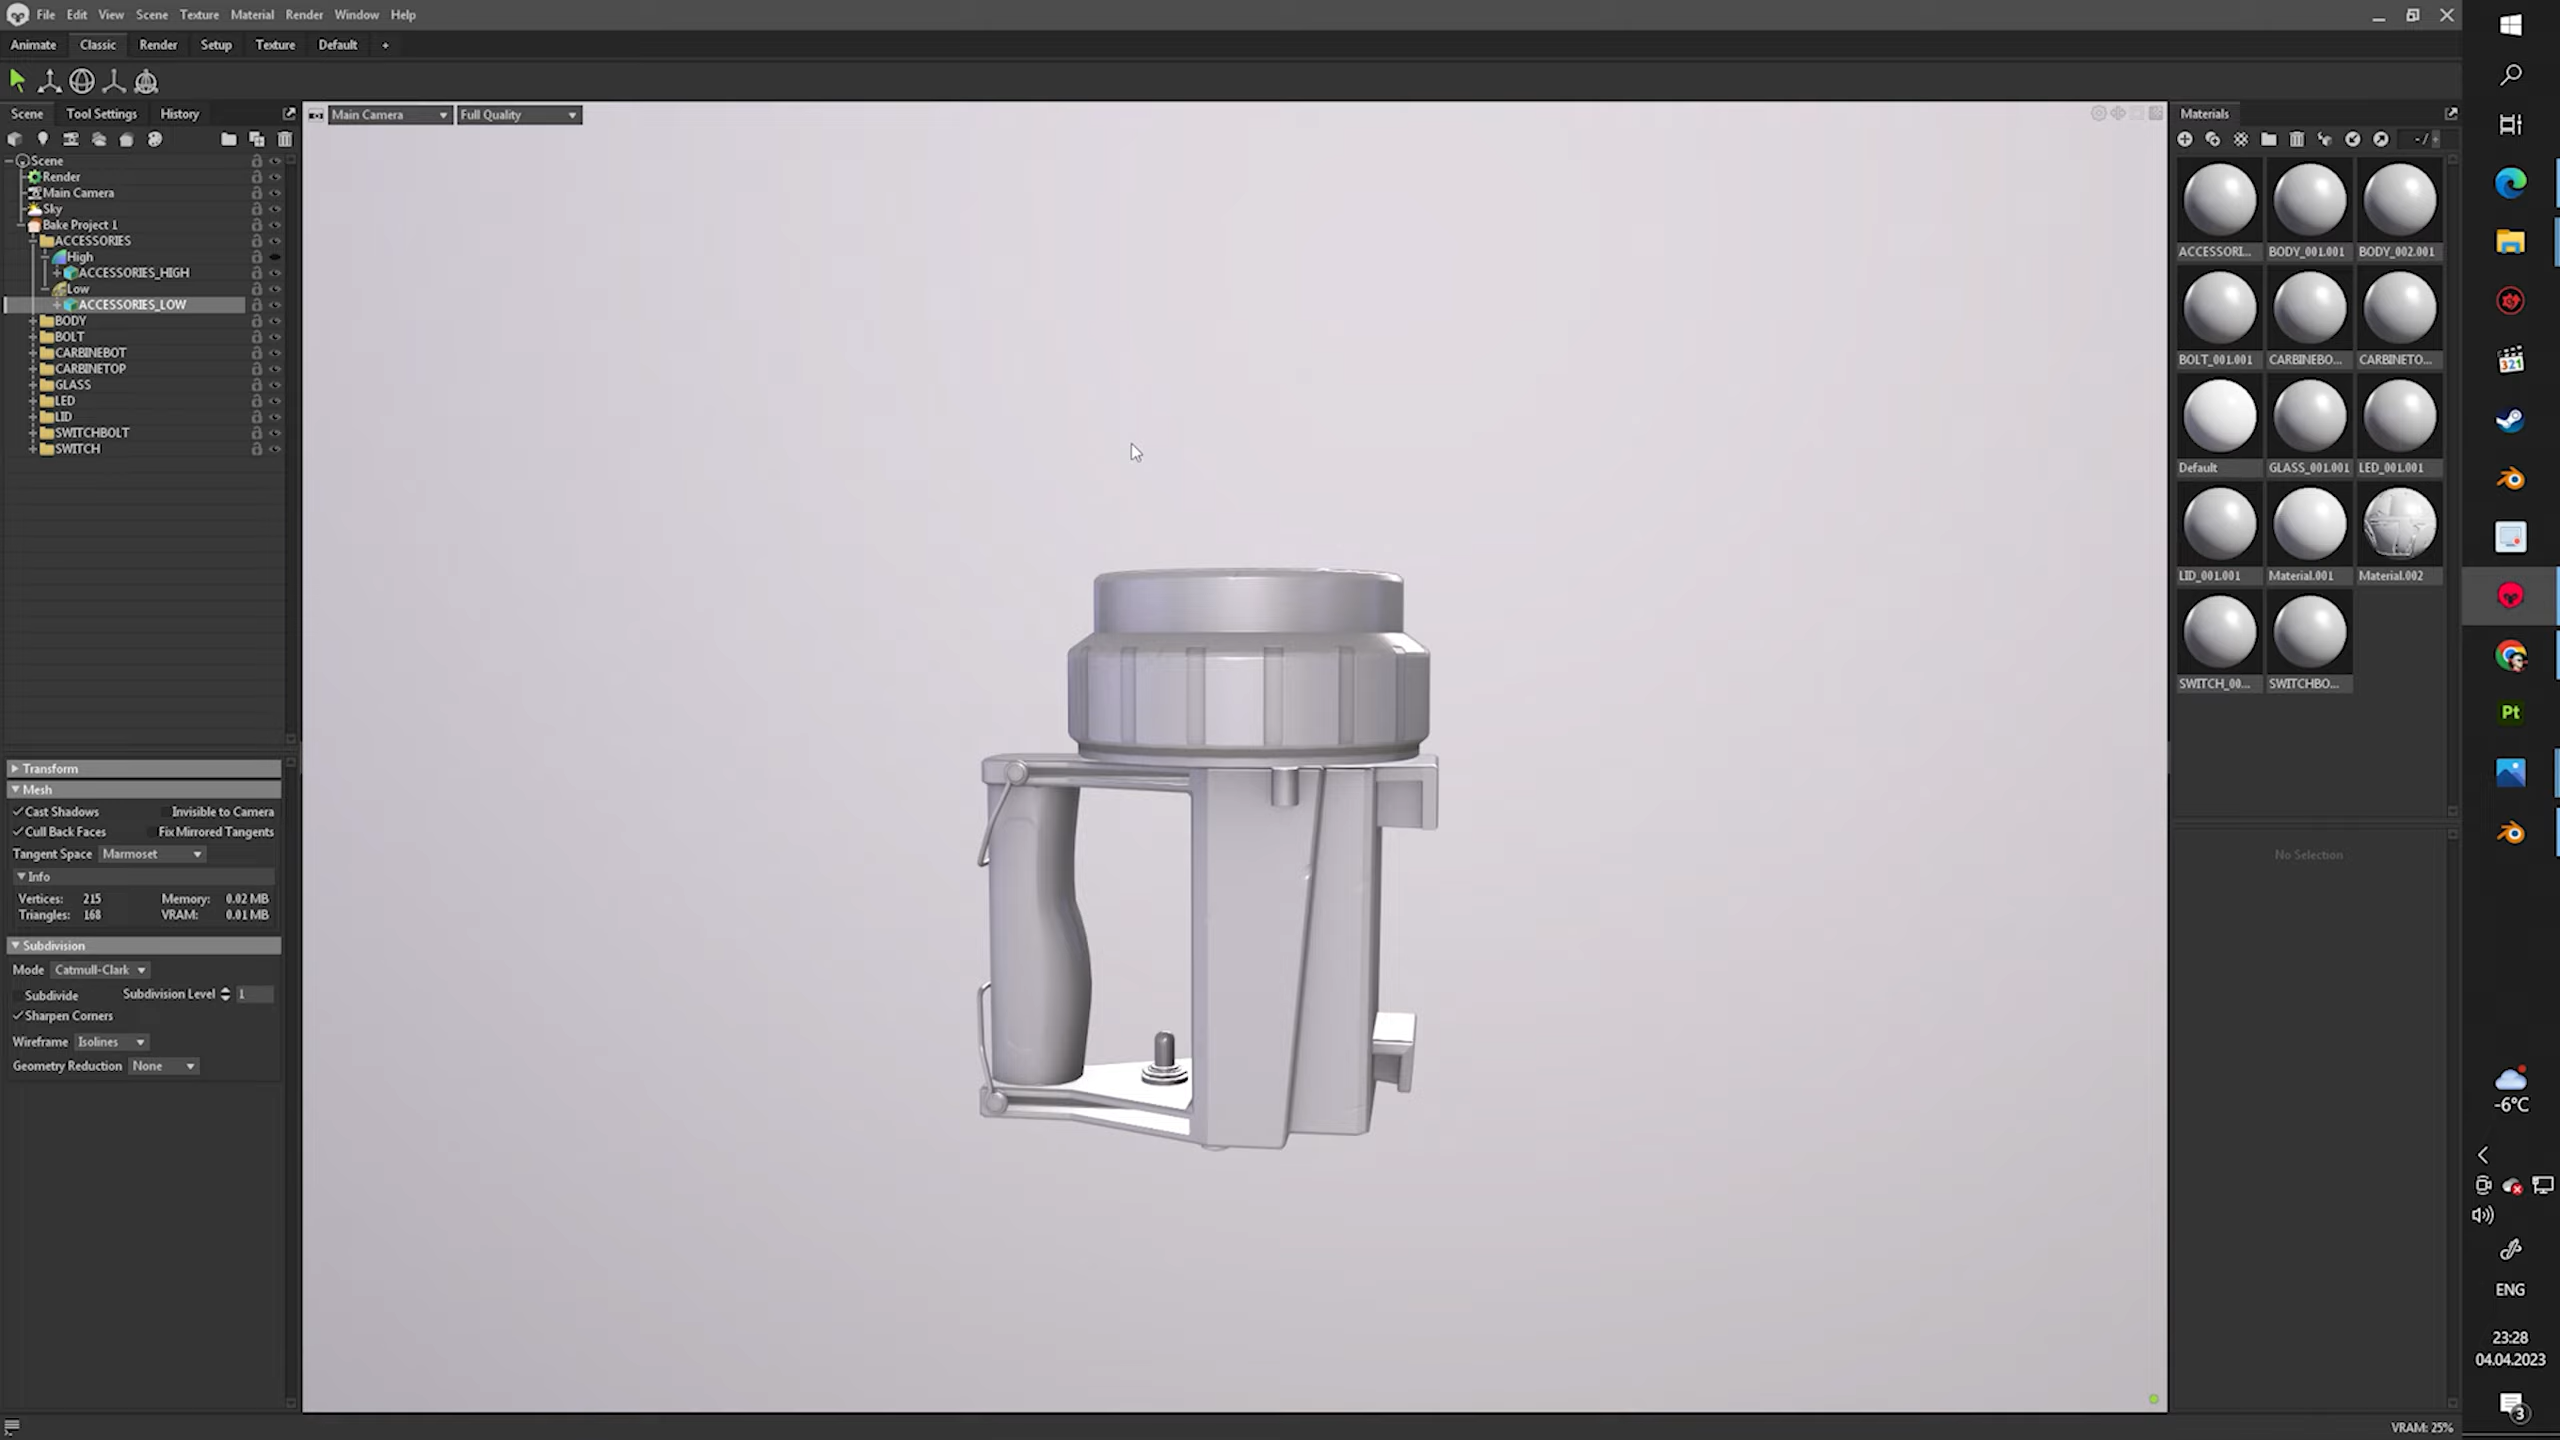 File Edit View Scene Texture Material Render Window Help
Animate Classic Render Setup Texture Default +
Scene Tool Settings History
Main Camera Full Quality
Materials
Scene
Render
Main Camera
Sky
Bake Project 1
ACCESSORIES
High
ACCESSORIES_HIGH
Low
ACCESSORIES_LOW
BODY
BOLT
CARBINEBOT
CARBINETOP
GLASS
LED
LID
SWITCHBOLT
SWITCH
Transform
Mesh
Cast Shadows Invisible to Camera
Cull Back Faces Fix Mirrored Tangents
Tangent Space Marmoset
Info
Vertices: 215 Memory: 0.02 MB
Triangles: 168 VRAM: 0.01 MB
Subdivision
Mode Catmull-Clark
Subdivide Subdivision Level 1
Sharpen Corners
Wireframe Isolines
Geometry Reduction None
ACCESSORI... BODY_001.001 BODY_002.001
BOLT_001.001 CARBINEBO... CARBINETO...
Default GLASS_001.001 LED_001.001
LID_001.001 Material.001 Material.002
SWITCH_00... SWITCHBO...
No Selection
321
Pt
-6°C
ENG
23:28
04.04.2023
3
VRAM: 25%